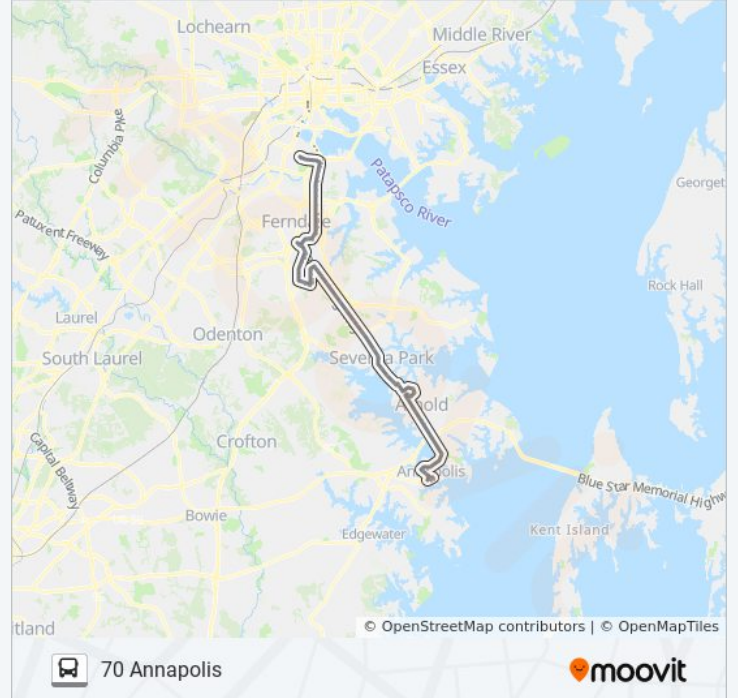 Lochearn
Middle River
Essex
Columbia Pike
Patapsco River
Georget
Patuxent Freeway
Rock Hall
Laurel
Odenton
South Laurel
Severna Park
Arnold
Crofton
Capital Beltway
Annapolis
Blue Star Memorial Highw
Bowie
Kent Island
Edgewater
tland
© OpenStreetMap contributors | © OpenMapTiles
70 Annapolis
moovit